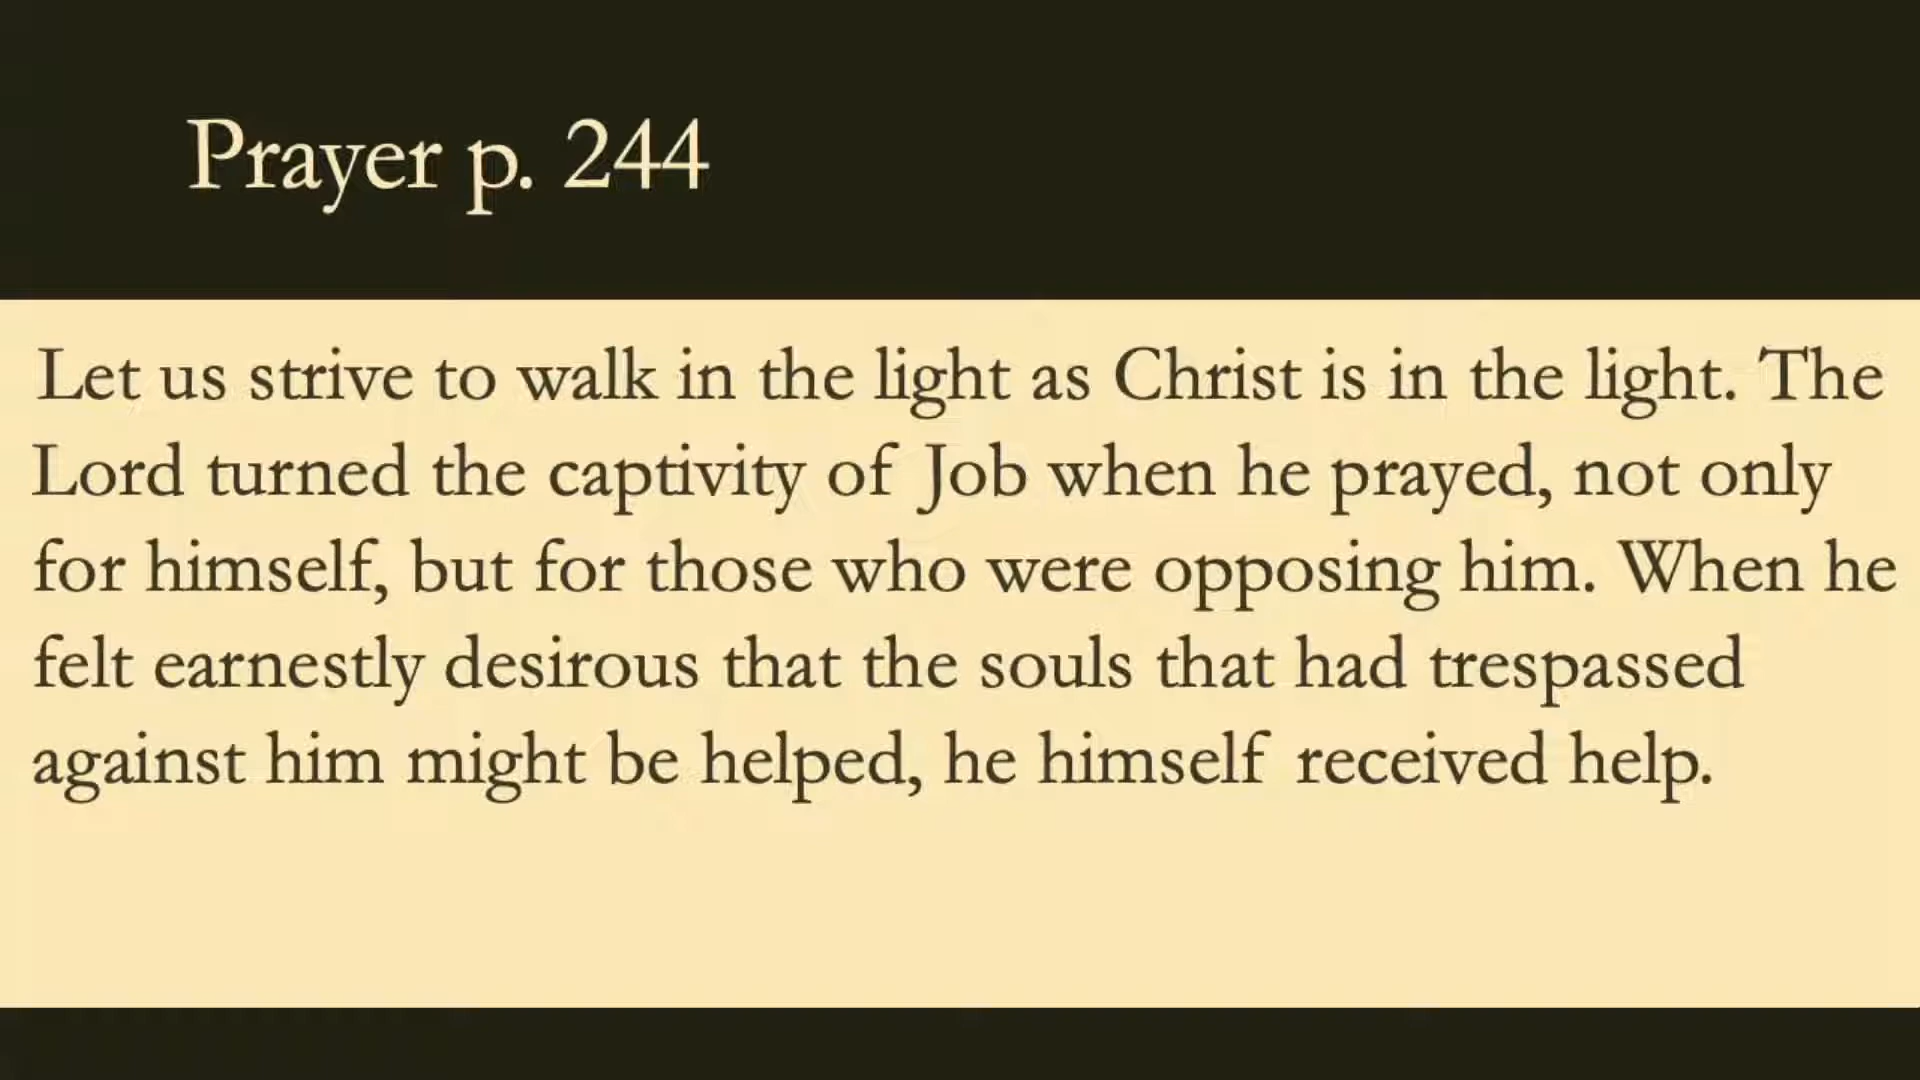 Prayer p. 244
Let us strive to walk in the light as Christ is in the light. The
Lord turned the captivity of Job when he prayed, not only
for himself, but for those who were opposing him. When he
felt earnestly desirous that the souls that had trespassed
against him might be helped, he himself received help.